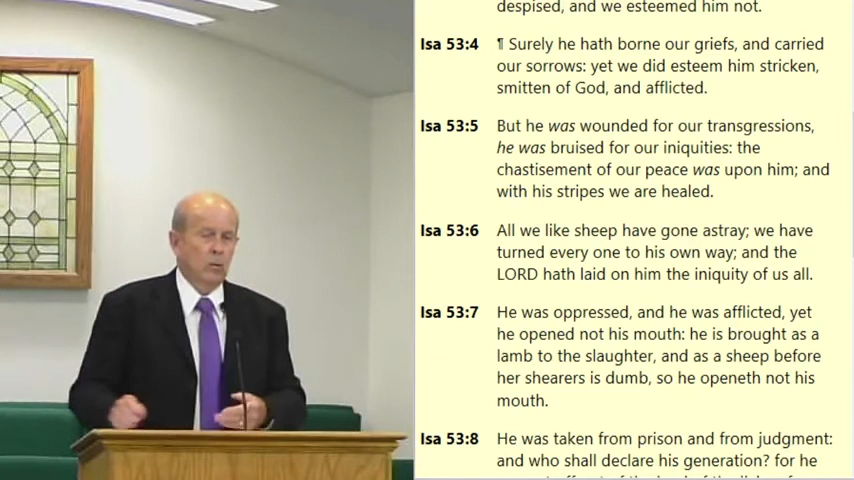 despised, and we esteemed him not.
Isa 53:4 ¶ Surely he hath borne our griefs, and carried
our sorrows: yet we did esteem him stricken,
smitten of God, and afflicted.
Isa 53:5 But he was wounded for our transgressions,
he was bruised for our iniquities: the
chastisement of our peace was upon him; and
with his stripes we are healed.
Isa 53:6 All we like sheep have gone astray; we have
turned every one to his own way; and the
LORD hath laid on him the iniquity of us all.
Isa 53:7 He was oppressed, and he was afflicted, yet
he opened not his mouth: he is brought as a
lamb to the slaughter, and as a sheep before
her shearers is dumb, so he openeth not his
mouth.
Isa 53:8 He was taken from prison and from judgment:
and who shall declare his generation? for he